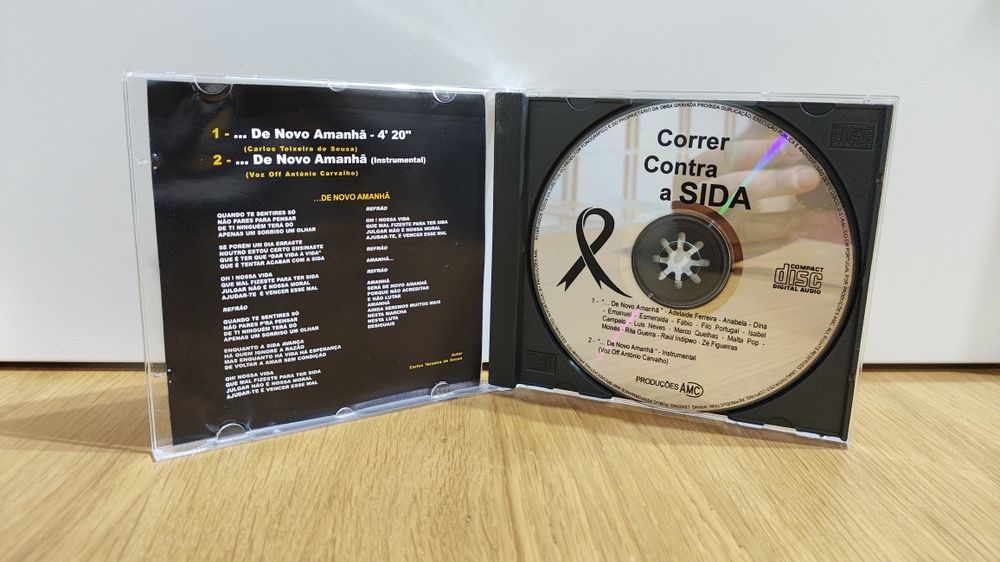 1 - ... De Novo Amanhã - 4' 20"
(Carlos Teixeira de Sousa)
2 - ... De Novo Amanhã (Instrumental)
(Voz Off António Carvalho)
...DE NOVO AMANHÃ
QUANDO TE SENTIRES SÓ
NÃO PARES PARA PENSAR
DE TI NINGUÉM TERÁ DÓ
APENAS UM SORRISO UM OLHAR
SE PORÉM UM DIA ERRASTE
NOUTRO ESTOU CERTO ENSINASTE
QUE É TER QUE "DAR VIDA À VIDA"
QUE É TENTAR ACABAR COM A SIDA
OH ! NOSSA VIDA
QUE MAL FIZESTE PARA TER SIDA
JULGAR NÃO É NOSSA MORAL
AJUDAR-TE É VENCER ESSE MAL
REFRÃO
QUANDO TE SENTIRES SÓ
NÃO PARES P'RA PENSAR
DE TI NINGUÉM TERÁ DÓ
APENAS UM SORRISO UM OLHAR
ENQUANTO A SIDA AVANÇA
HÁ QUEM IGNORE A RAZÃO
MAS ENQUANTO HÁ VIDA HÁ ESPERANÇA
DE VOLTAR A AMAR SEM CONDIÇÃO
OH! NOSSA VIDA
QUE MAL FIZESTE PARA TER SIDA
JULGAR NÃO É NOSSA MORAL
AJUDAR-TE É VENCER ESSE MAL
REFRÃO
OH ! NOSSA VIDA
QUE MAL FIZESTE PARA TER SIDA
JULGAR NÃO É NOSSA MORAL
AJUDAR-TE, É VENCER ESSE MAL
REFRÃO
AMANHÃ...
REFRÃO
AMANHÃ
SERÁ DE NOVO AMANHÃ
PORQUE NÃO ACREDITAR
E NÃO LUTAR
AMANHÃ
AINDA SEREMOS MUITOS MAIS
NESTA MARCHA
NESTA LUTA
DESIGUAIS
Autor
Carlos Teixeira de Sousa
Correr
Contra
a SIDA
COMPACT
disc
DIGITAL AUDIO
1 - "... De Novo Amanhã " - Adelaide Ferreira - Anabela - Dina
- Emanuel - Esmeralda - Fábio - Filó Portugal - Isabel
Campelo - Luís Neves - Marco Quelhas - Malta Pop -
Moisés - Rita Guerra - Raúl Indipwo - Zé Figueiras
2 - "... De Novo Amanhã " - Instrumental
(Voz Off António Carvalho)
PRODUÇÕES AMC